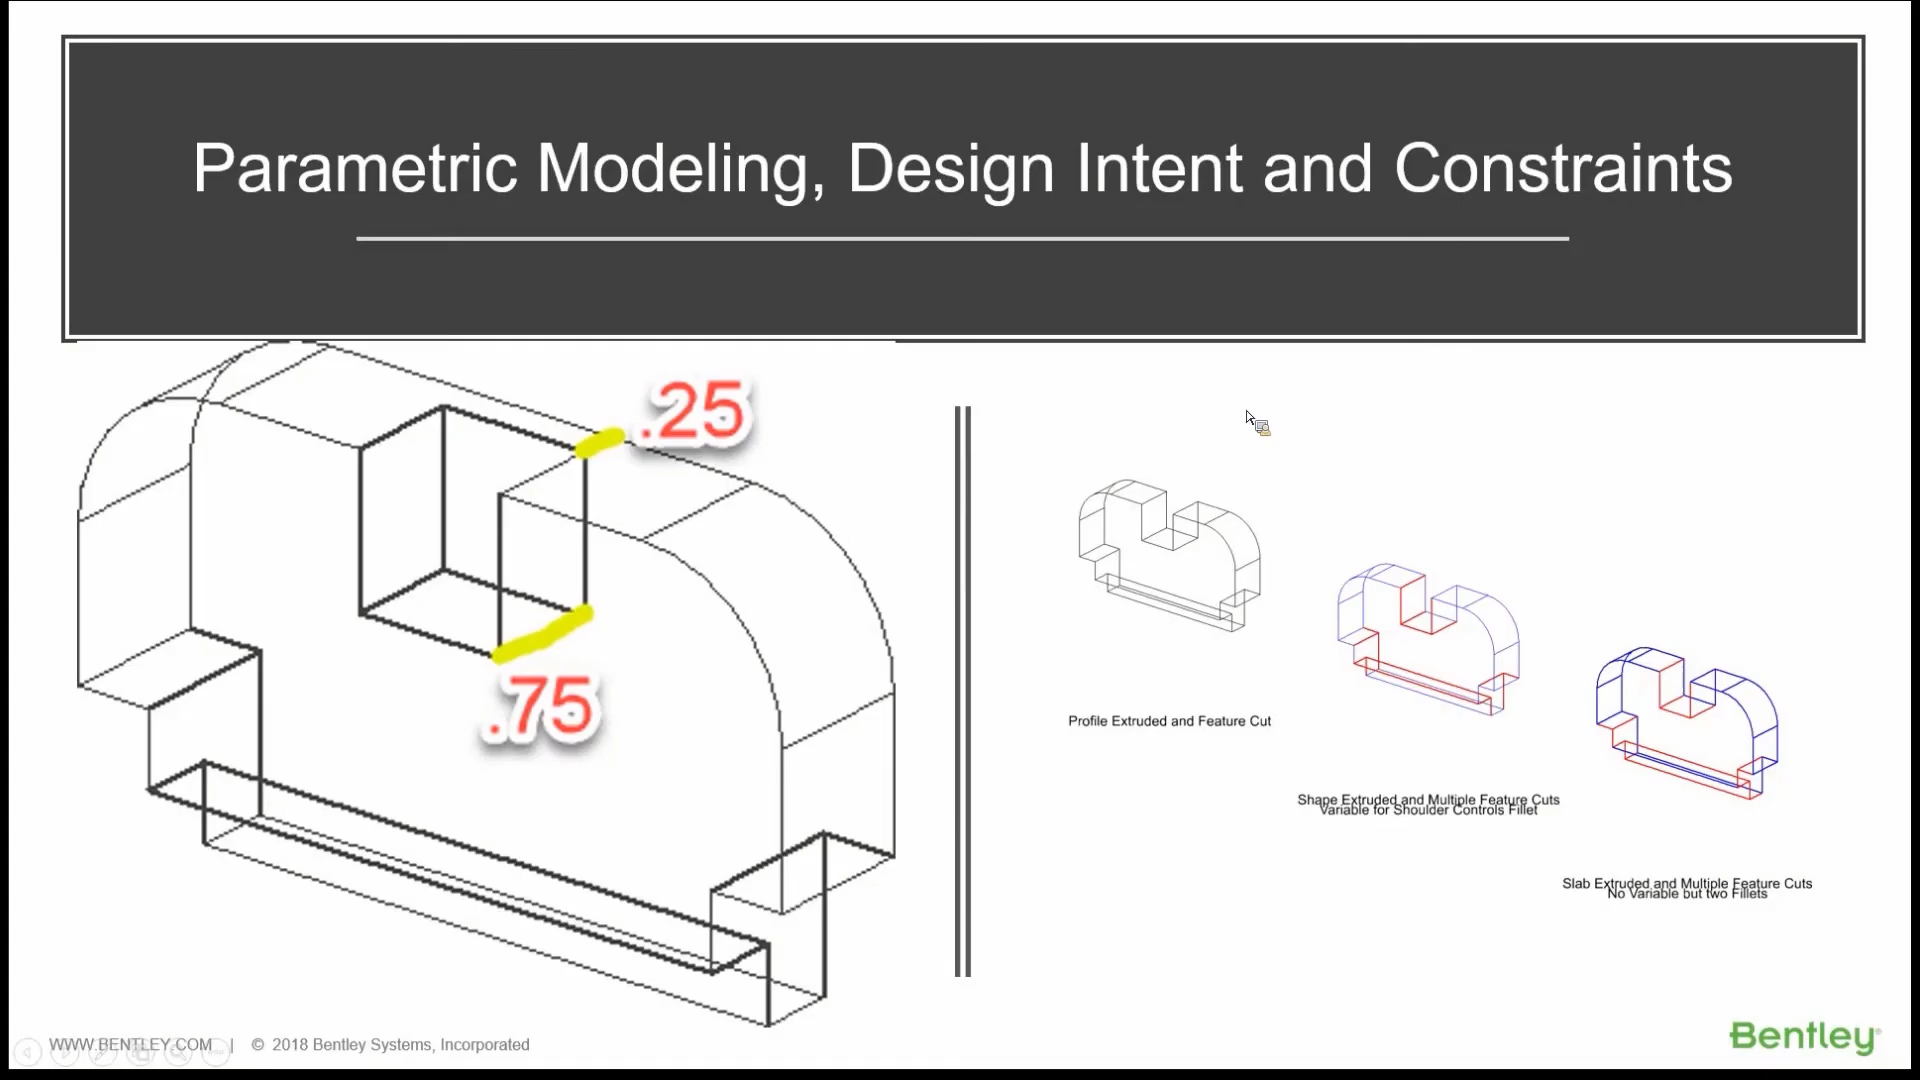 Parametric Modeling, Design Intent and Constraints
.25
.75
Profile Extruded and Feature Cut
Shape Extruded and Multiple Feature Cuts
Variable for Shoulder Controls Fillet
Slab Extruded and Multiple Feature Cuts
No Variable but two Fillets
WWW.BENTLEY.COM | © 2018 Bentley Systems, Incorporated
Bentley®